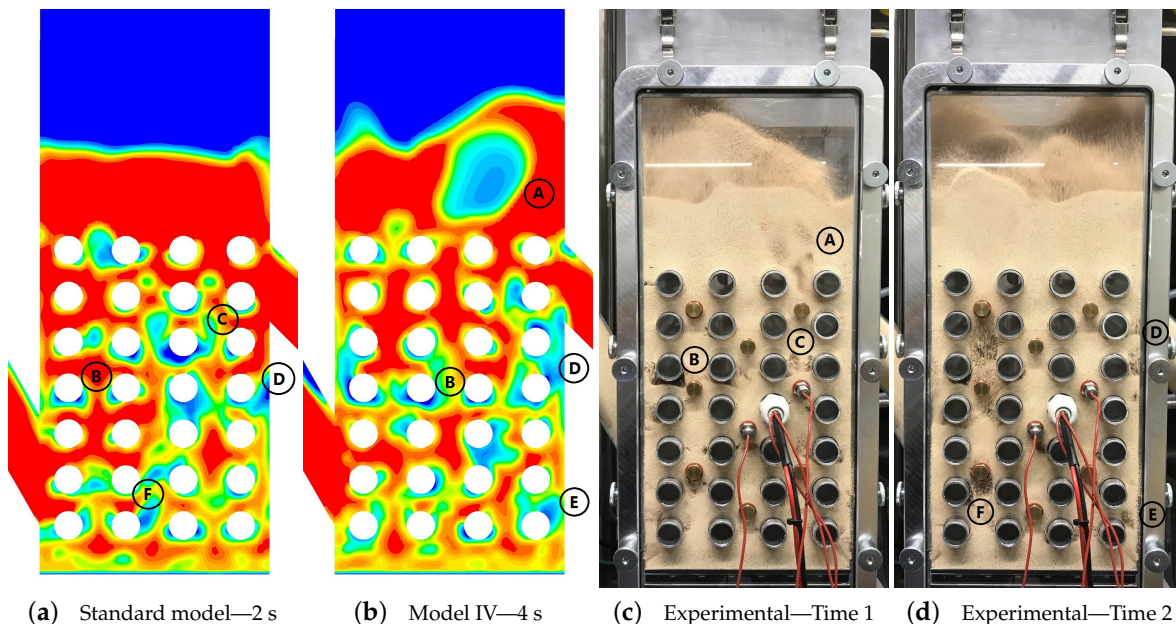 A
A
C
D
D
D
B
B
B
C
F
E
F
E
(a) Standard model—2 s
(b) Model IV—4 s
(c) Experimental—Time 1
(d) Experimental—Time 2